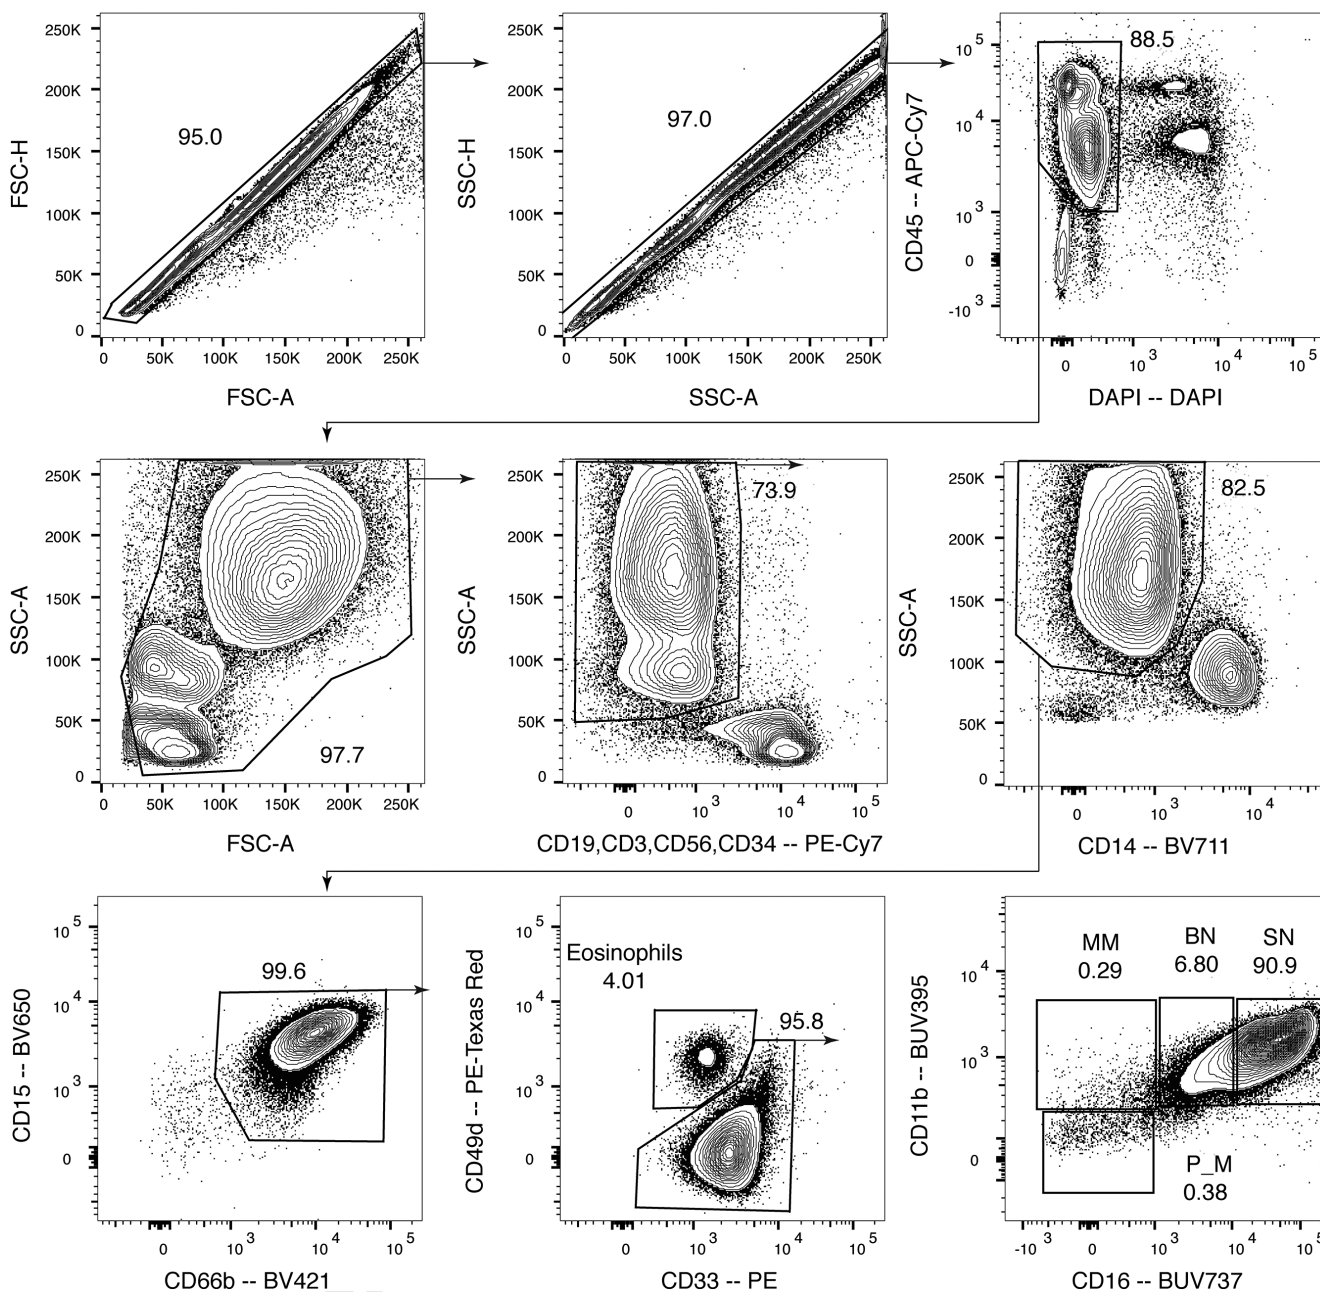 250K
200K
150K
100K
50K
0
FSC-H
95.0
0 50K 100K 150K 200K 250K
FSC-A
250K
200K
150K
100K
50K
0
SSC-H
97.0
0 50K 100K 150K 200K 250K
SSC-A
10 5
10 4
10 3
0
-10 3
CD45 -- APC-Cy7
88.5
0 10 3 10 4 10 5
DAPI -- DAPI
250K
200K
150K
100K
50K
0
SSC-A
97.7
0 50K 100K 150K 200K 250K
FSC-A
250K
200K
150K
100K
50K
0
SSC-A
73.9
0 10 3 10 4 10 5
CD19,CD3,CD56,CD34 -- PE-Cy7
250K
200K
150K
100K
50K
0
SSC-A
82.5
0 10 3 10 4
CD14 -- BV711
10 5
10 4
10 3
0
CD15 -- BV650
99.6
0 10 3 10 4 10 5
CD66b -- BV421
10 5
10 4
10 3
0
CD49d -- PE-Texas Red
Eosinophils
4.01
95.8
0 10 3 10 4 10 5
CD33 -- PE
10 4
10 3
0
CD11b -- BUV395
MM
0.29
BN
6.80
SN
90.9
P_M
0.38
-10 3 0 10 3 10 4 10 5
CD16 -- BUV737